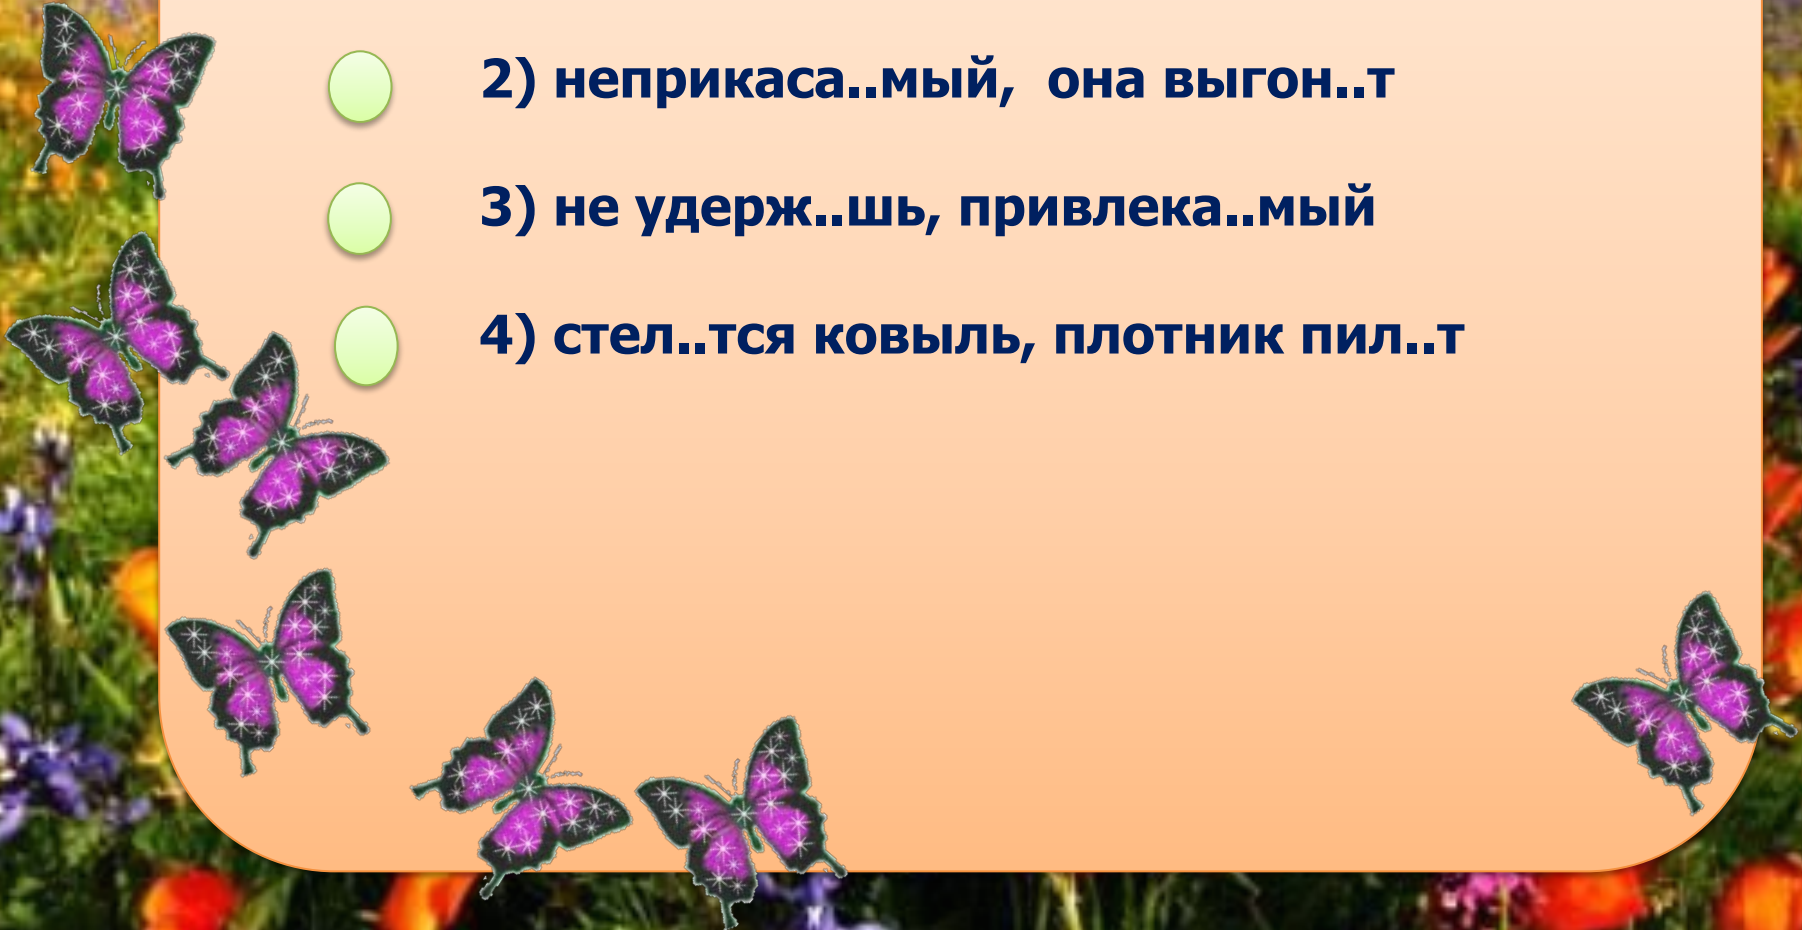 2) неприкаса..мый, она выгон..т
3) не удерж..шь, привлека..мый
4) стел..тся ковыль, плотник пил..т